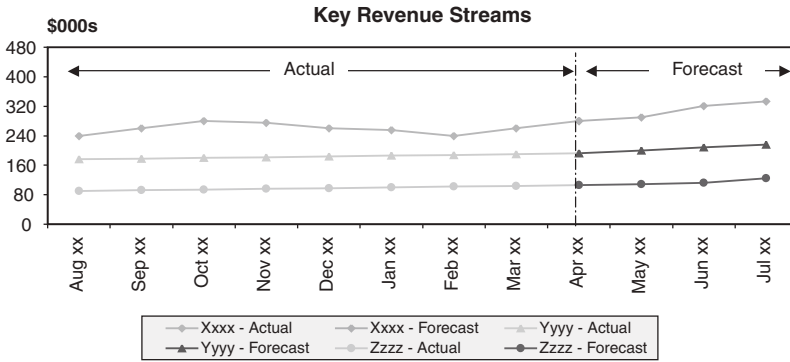 Key Revenue Streams
$000s
480
400
320
240
160
80
0
Actual
Forecast
Aug xx
Sep xx
Oct xx
Nov xx
Dec xx
Jan xx
Feb xx
Mar xx
Apr xx
May xx
Jun xx
Jul xx
Xxxx - Actual Xxxx - Forecast Yyyy - Actual
Yyyy - Forecast Zzzz - Actual Zzzz - Forecast